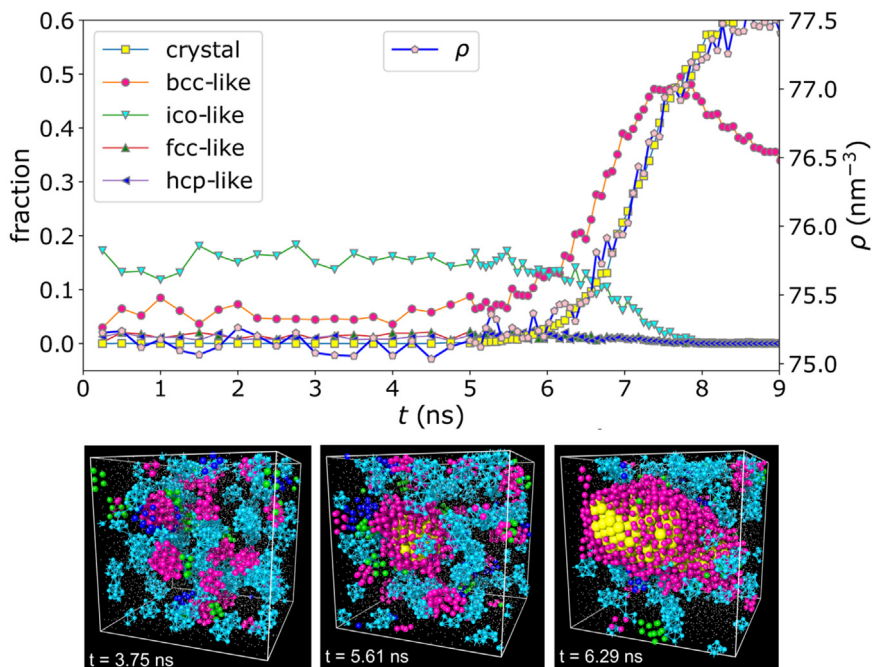 0.6
0.5
0.4
0.3
0.2
0.1
0.0
fraction
crystal
bcc-like
ico-like
fcc-like
hcp-like
ρ
77.5
77.0
76.5
76.0
75.5
75.0
ρ (nm⁻³)
0 1 2 3 4 5 6 7 8 9
t (ns)
t = 3.75 ns
t = 5.61 ns
t = 6.29 ns